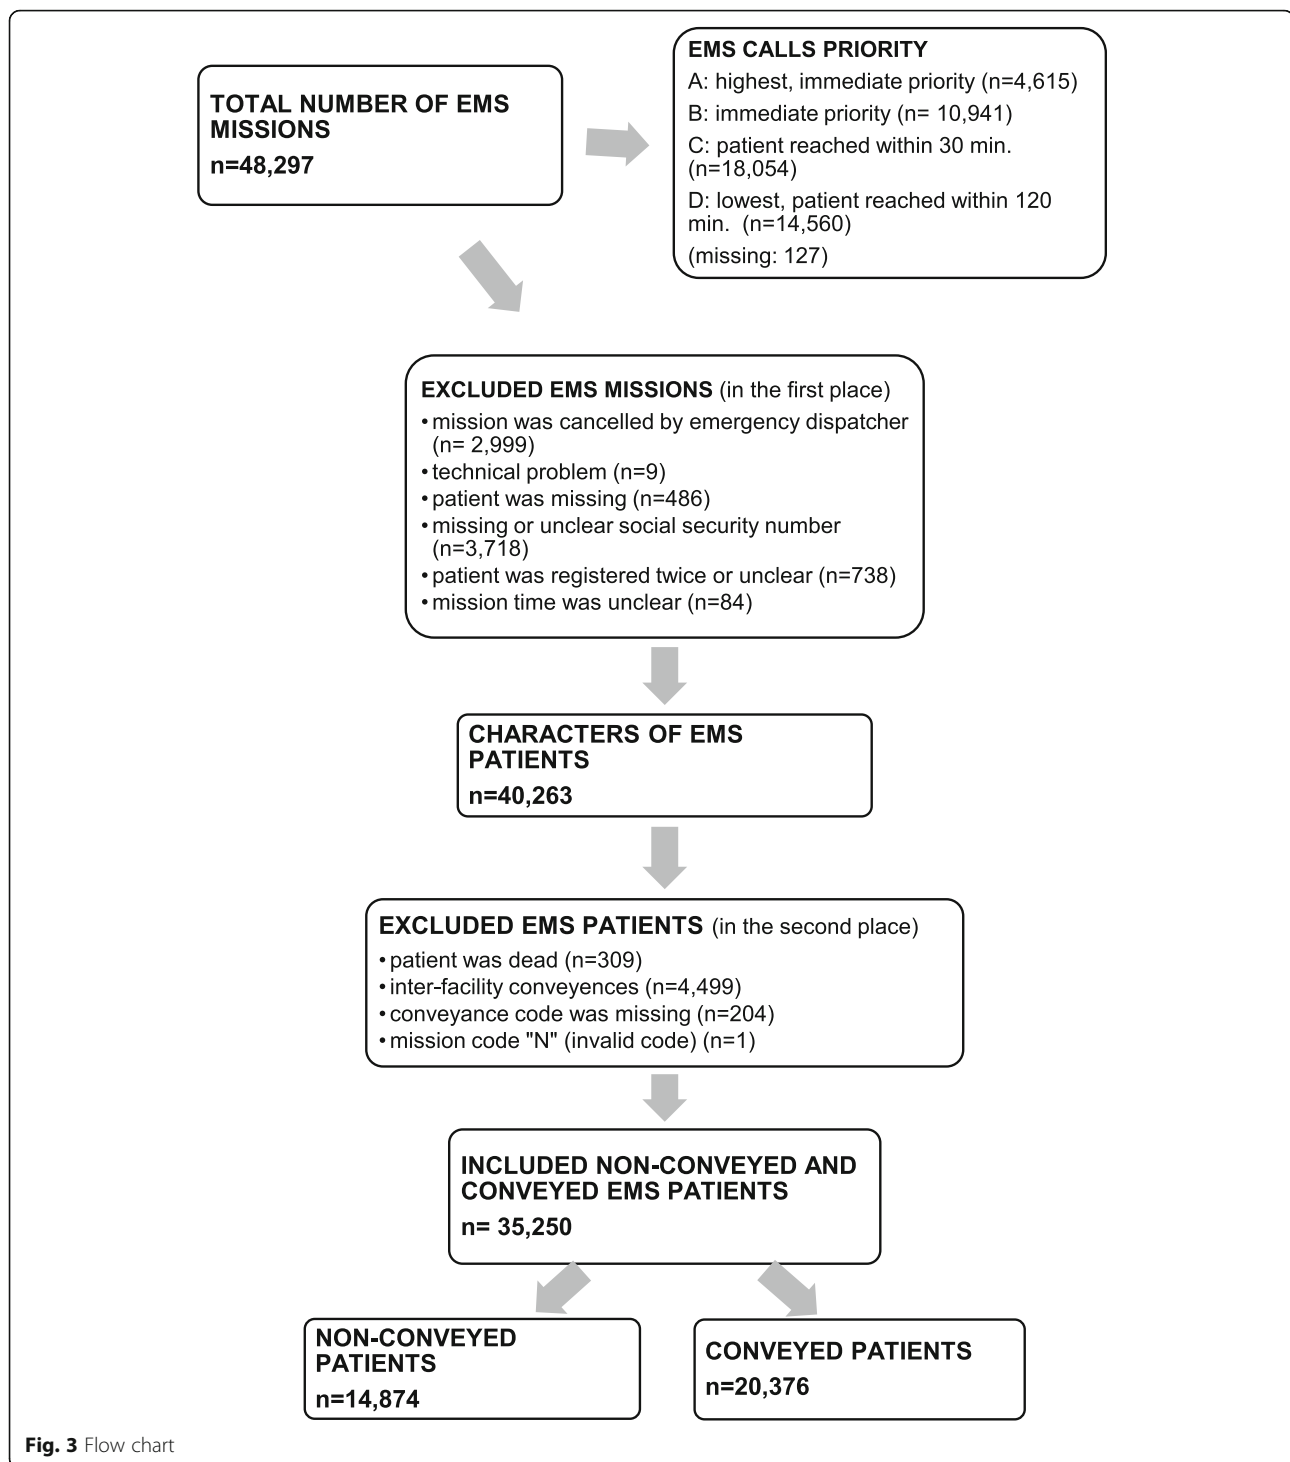 TOTAL NUMBER OF EMS
MISSIONS
n=48,297
EMS CALLS PRIORITY
A: highest, immediate priority (n=4,615)
B: immediate priority (n= 10,941)
C: patient reached within 30 min.
(n=18,054)
D: lowest, patient reached within 120
min.  (n=14,560)
(missing: 127)
EXCLUDED EMS MISSIONS (in the first place)
• mission was cancelled by emergency dispatcher
(n= 2,999)
• technical problem (n=9)
• patient was missing (n=486)
• missing or unclear social security number
(n=3,718)
• patient was registered twice or unclear (n=738)
• mission time was unclear (n=84)
CHARACTERS OF EMS
PATIENTS
n=40,263
EXCLUDED EMS PATIENTS (in the second place)
• patient was dead (n=309)
• inter-facility conveyences (n=4,499)
• conveyance code was missing (n=204)
• mission code "N" (invalid code) (n=1)
INCLUDED NON-CONVEYED AND
CONVEYED EMS PATIENTS
n= 35,250
NON-CONVEYED
PATIENTS
n=14,874
CONVEYED PATIENTS
n=20,376
Fig. 3 Flow chart